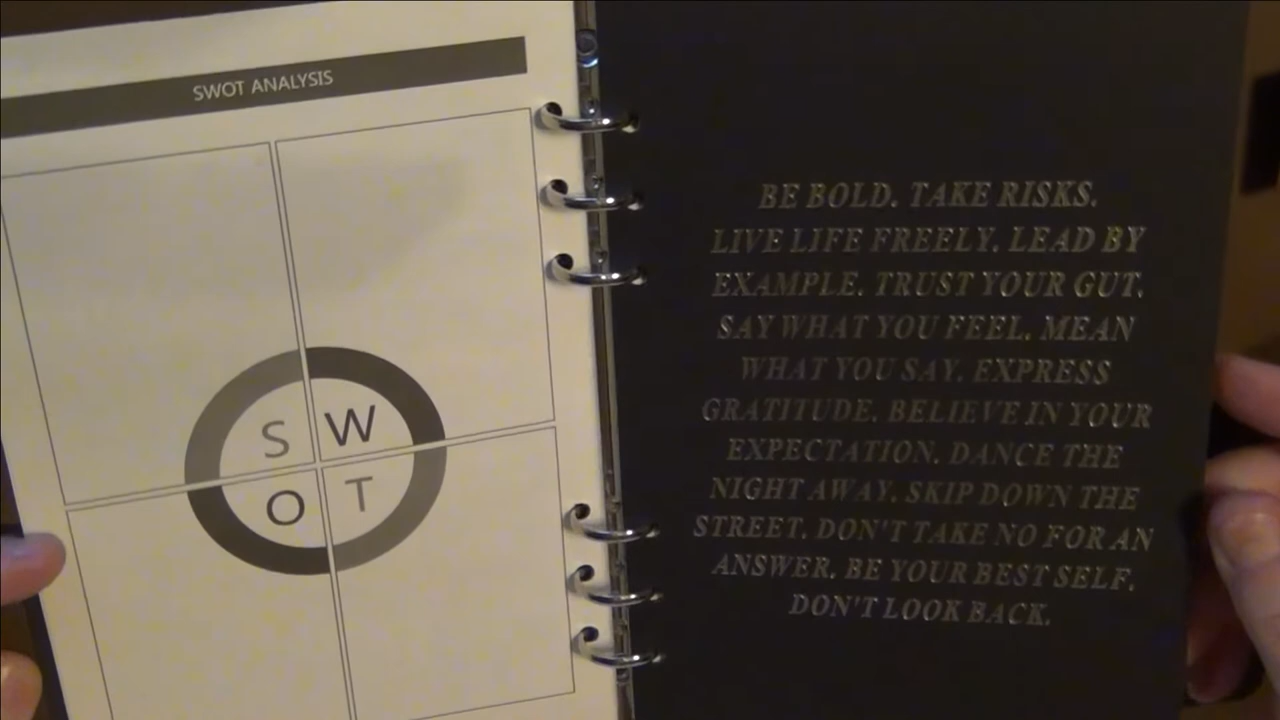 SWOT ANALYSIS
S W
O T
BE BOLD. TAKE RISKS.
LIVE LIFE FREELY. LEAD BY
EXAMPLE. TRUST YOUR GUT.
SAY WHAT YOU FEEL. MEAN
WHAT YOU SAY. EXPRESS
GRATITUDE. BELIEVE IN YOUR
EXPECTATION. DANCE THE
NIGHT AWAY. SKIP DOWN THE
STREET. DON'T TAKE NO FOR AN
ANSWER. BE YOUR BEST SELF.
DON'T LOOK BACK.